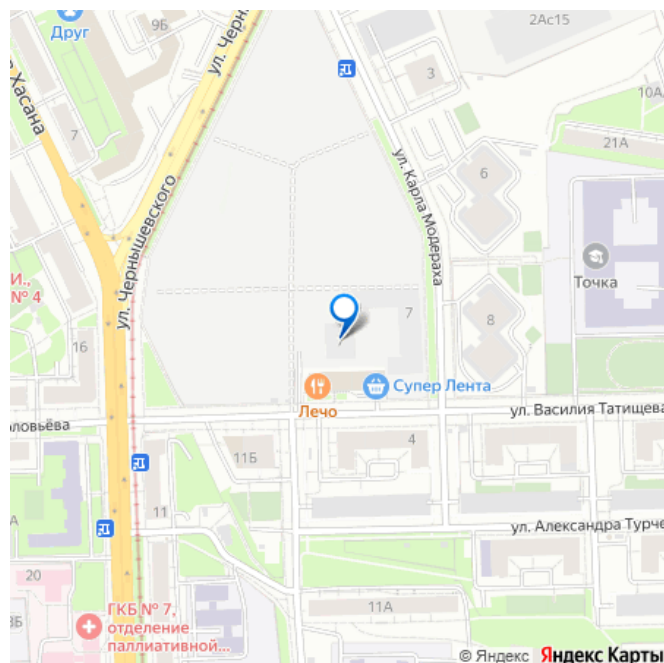 Друг
9Б
ул. Черны
2Ас15
Хасана
7
3
10А
21А
ул. Чернышевского
ул. Карла Модераха
6
Точка
И.,
№ 4
7
8
16
Лечо
Супер Лента
ул. Василия Татищева
оловьёва
11Б
4
А
11
ул. Александра Турче
20
ГКБ № 7,
отделение
паллиативной...
8Б
11А
© Яндекс Яндекс Карты